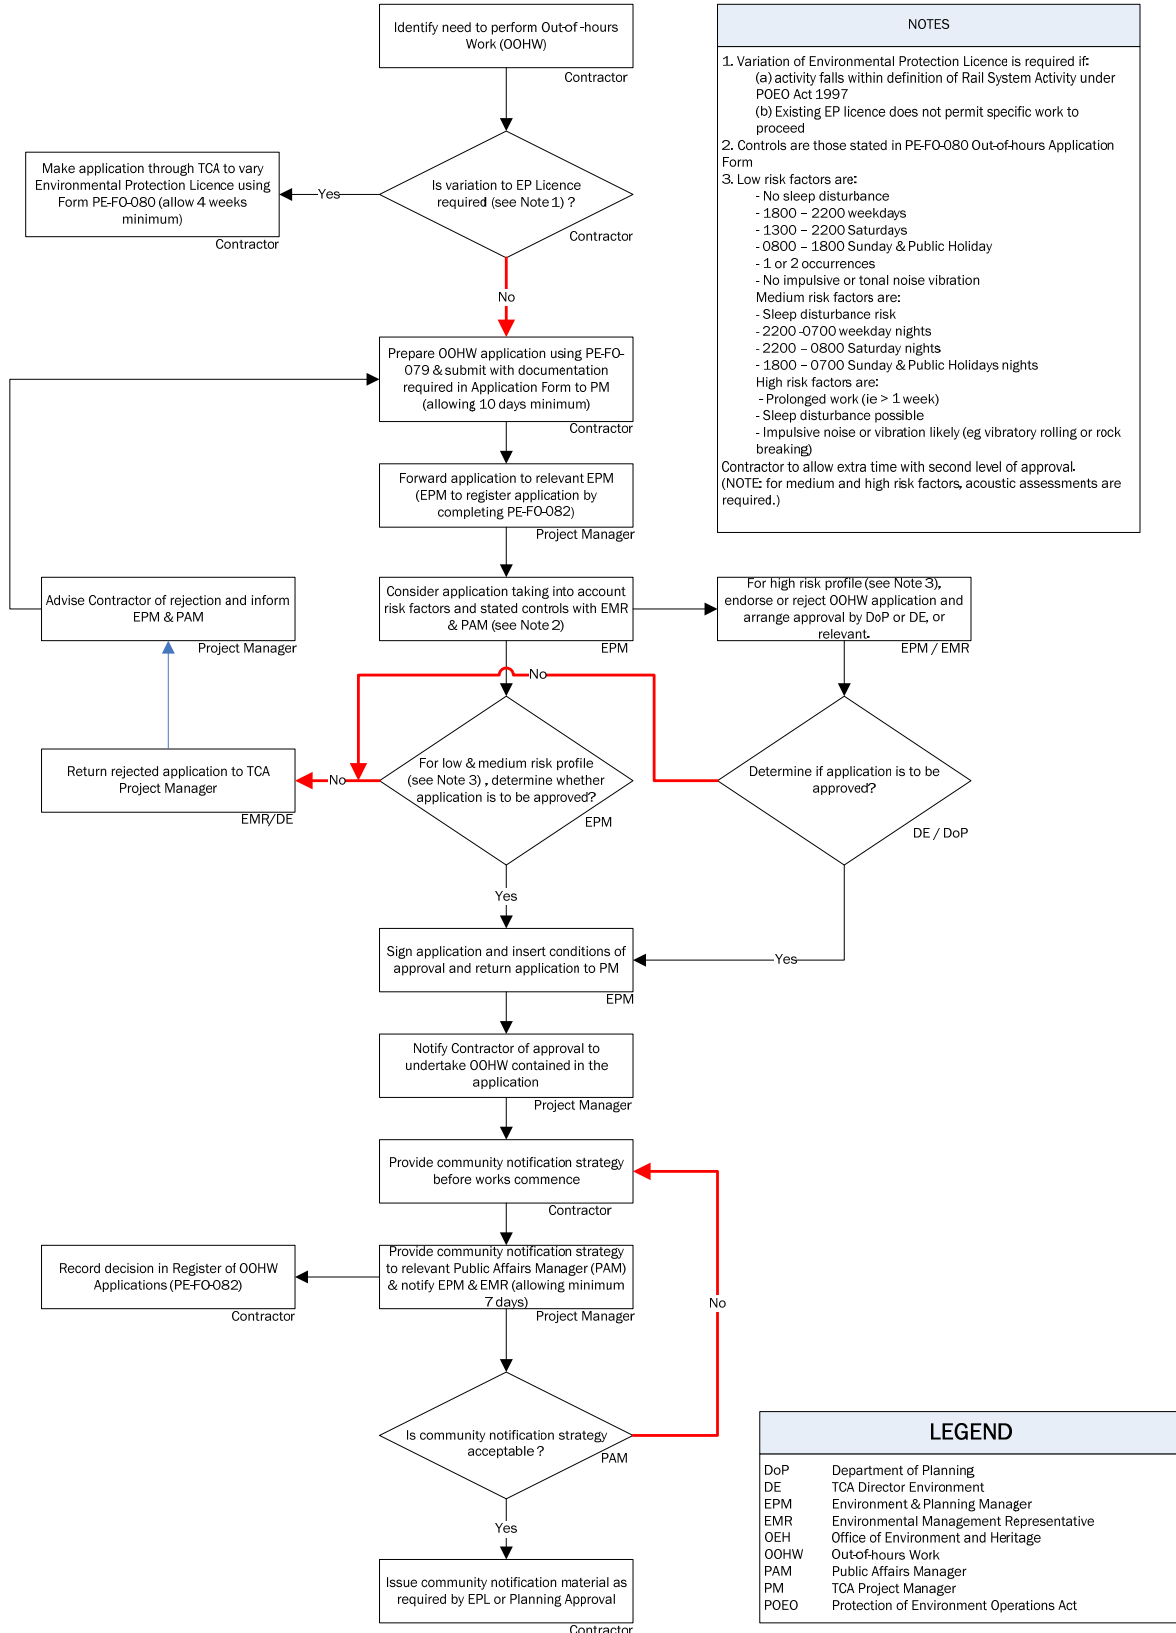 Identify need to perform Out-of-hours
Work (OOHW)
Contractor
Is variation to EP Licence
required (see Note 1) ?
Contractor
Yes
Make application through TCA to vary
Environmental Protection Licence using
Form PE-FO-080 (allow 4 weeks
minimum)
Contractor
No
Prepare OOHW application using PE-FO-
079 & submit with documentation
required in Application Form to PM
(allowing 10 days minimum)
Contractor
Forward application to relevant EPM
(EPM to register application by
completing PE-FO-082)
Project Manager
Consider application taking into account
risk factors and stated controls with EMR
& PAM (see Note 2)
EPM
For high risk profile (see Note 3),
endorse or reject OOHW application and
arrange approval by DoP or DE, or
relevant.
EPM / EMR
Advise Contractor of rejection and inform
EPM & PAM
Project Manager
No
For low & medium risk profile
(see Note 3) , determine whether
application is to be approved?
EPM
Determine if application is to be
approved?
DE / DoP
No
Return rejected application to TCA
Project Manager
EMR/DE
Yes
Yes
Sign application and insert conditions of
approval and return application to PM
EPM
Notify Contractor of approval to
undertake OOHW contained in the
application
Project Manager
Provide community notification strategy
before works commence
Contractor
Provide community notification strategy
to relevant Public Affairs Manager (PAM)
& notify EPM & EMR (allowing minimum
7 days)
Project Manager
Record decision in Register of OOHW
Applications (PE-FO-082)
Contractor
No
Is community notification strategy
acceptable ?
PAM
Yes
Issue community notification material as
required by EPL or Planning Approval
Contractor
NOTES
1. Variation of Environmental Protection Licence is required if:
(a) activity falls within definition of Rail System Activity under
POEO Act 1997
(b) Existing EP licence does not permit specific work to
proceed
2. Controls are those stated in PE-FO-080 Out-of-hours Application
Form
3. Low risk factors are:
- No sleep disturbance
- 1800 – 2200 weekdays
- 1300 – 2200 Saturdays
- 0800 – 1800 Sunday & Public Holiday
- 1 or 2 occurrences
- No impulsive or tonal noise vibration
Medium risk factors are:
- Sleep disturbance risk
- 2200 -0700 weekday nights
- 2200 – 0800 Saturday nights
- 1800 – 0700 Sunday & Public Holidays nights
High risk factors are:
- Prolonged work (ie > 1 week)
- Sleep disturbance possible
- Impulsive noise or vibration likely (eg vibratory rolling or rock
breaking)
Contractor to allow extra time with second level of approval.
(NOTE: for medium and high risk factors, acoustic assessments are
required.)
LEGEND
DoP Department of Planning
DE TCA Director Environment
EPM Environment & Planning Manager
EMR Environmental Management Representative
OEH Office of Environment and Heritage
OOHW Out-of-hours Work
PAM Public Affairs Manager
PM TCA Project Manager
POEO Protection of Environment Operations Act